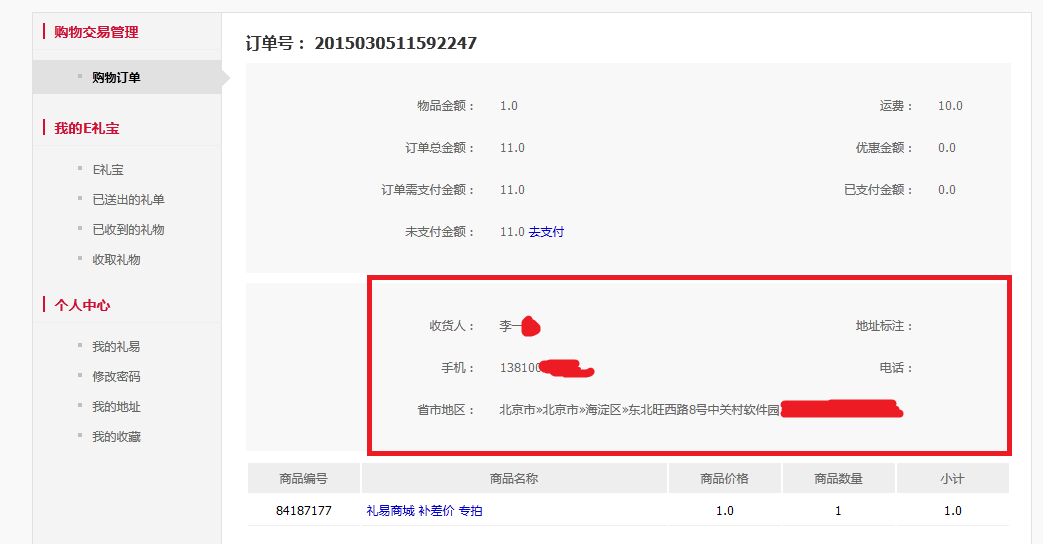 购物交易管理
购物订单
我的E礼宝
E礼宝
已送出的礼单
已收到的礼物
收取礼物
个人中心
我的礼易
修改密码
我的地址
我的收藏
订单号： 2015030511592247
物品金额： 1.0 运费： 10.0
订单总金额： 11.0 优惠金额： 0.0
订单需支付金额： 11.0 已支付金额： 0.0
未支付金额： 11.0 去支付
收货人： 李一 地址标注：
手机： 138100 电话：
省市地区： 北京市»北京市»海淀区»东北旺西路8号中关村软件园
商品编号 商品名称 商品价格 商品数量 小计
84187177 礼易商城 补差价 专拍 1.0 1 1.0